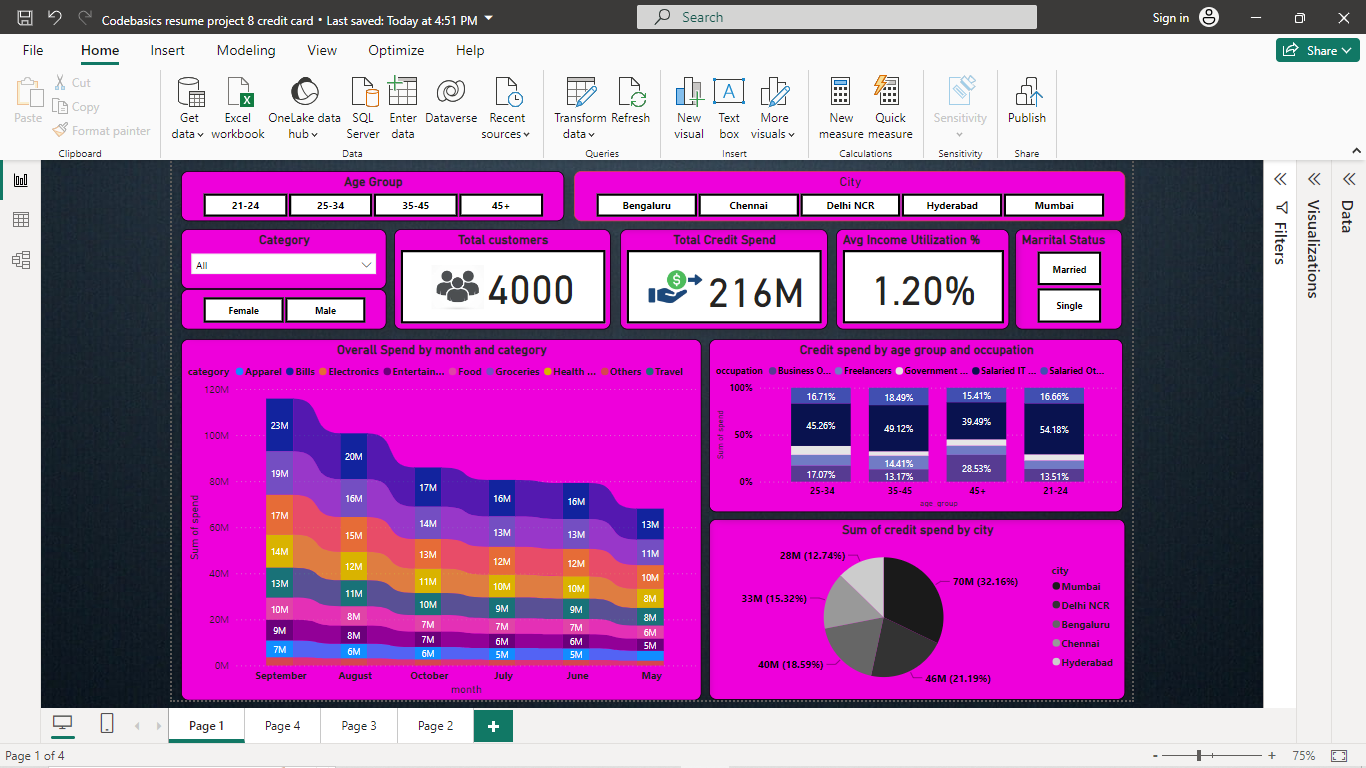 Codebasics resume project 8 credit card • Last saved: Today at 4:51 PM
Search
Sign in
File Home Insert Modeling View Optimize Help
Share
Paste
Cut
Copy
Format painter
Clipboard
Get data
Excel workbook
OneLake data hub
SQL Server
Enter data
Dataverse
Recent sources
Data
Transform data
Refresh
Queries
New visual
Text box
More visuals
Insert
New measure
Quick measure
Calculations
Sensitivity
Sensitivity
Publish
Share
Age Group
21-24 25-34 35-45 45+
City
Bengaluru Chennai Delhi NCR Hyderabad Mumbai
Category
All
Female Male
Total customers
4000
Total Credit Spend
$
216M
Avg Income Utilization %
1.20%
Marrital Status
Married
Single
Overall Spend by month and category
category Apparel Bills Electronics Entertain... Food Groceries Health ... Others Travel
120M
100M
80M
60M
40M
20M
0M
Sum of spend
23M
19M
17M
14M
13M
10M
9M
7M
20M
16M
15M
12M
11M
8M
8M
6M
17M
14M
13M
11M
10M
7M
7M
6M
16M
13M
12M
10M
9M
7M
6M
5M
16M
13M
12M
10M
9M
7M
6M
5M
13M
11M
10M
8M
8M
6M
5M
September August October July June May
month
Credit spend by age group and occupation
occupation Business O... Freelancers Government ... Salaried IT ... Salaried Ot...
100%
50%
0%
Sum of spend
16.71% 18.49% 15.41% 16.66%
45.26% 49.12% 39.49% 54.18%
14.41%
17.07% 13.17% 28.53% 13.51%
25-34 35-45 45+ 21-24
age_group
Sum of credit spend by city
28M (12.74%)
70M (32.16%)
33M (15.32%)
40M (18.59%)
46M (21.19%)
city
Mumbai
Delhi NCR
Bengaluru
Chennai
Hyderabad
Filters
Visualizations
Data
Page 1 Page 4 Page 3 Page 2 +
Page 1 of 4
- + 75%